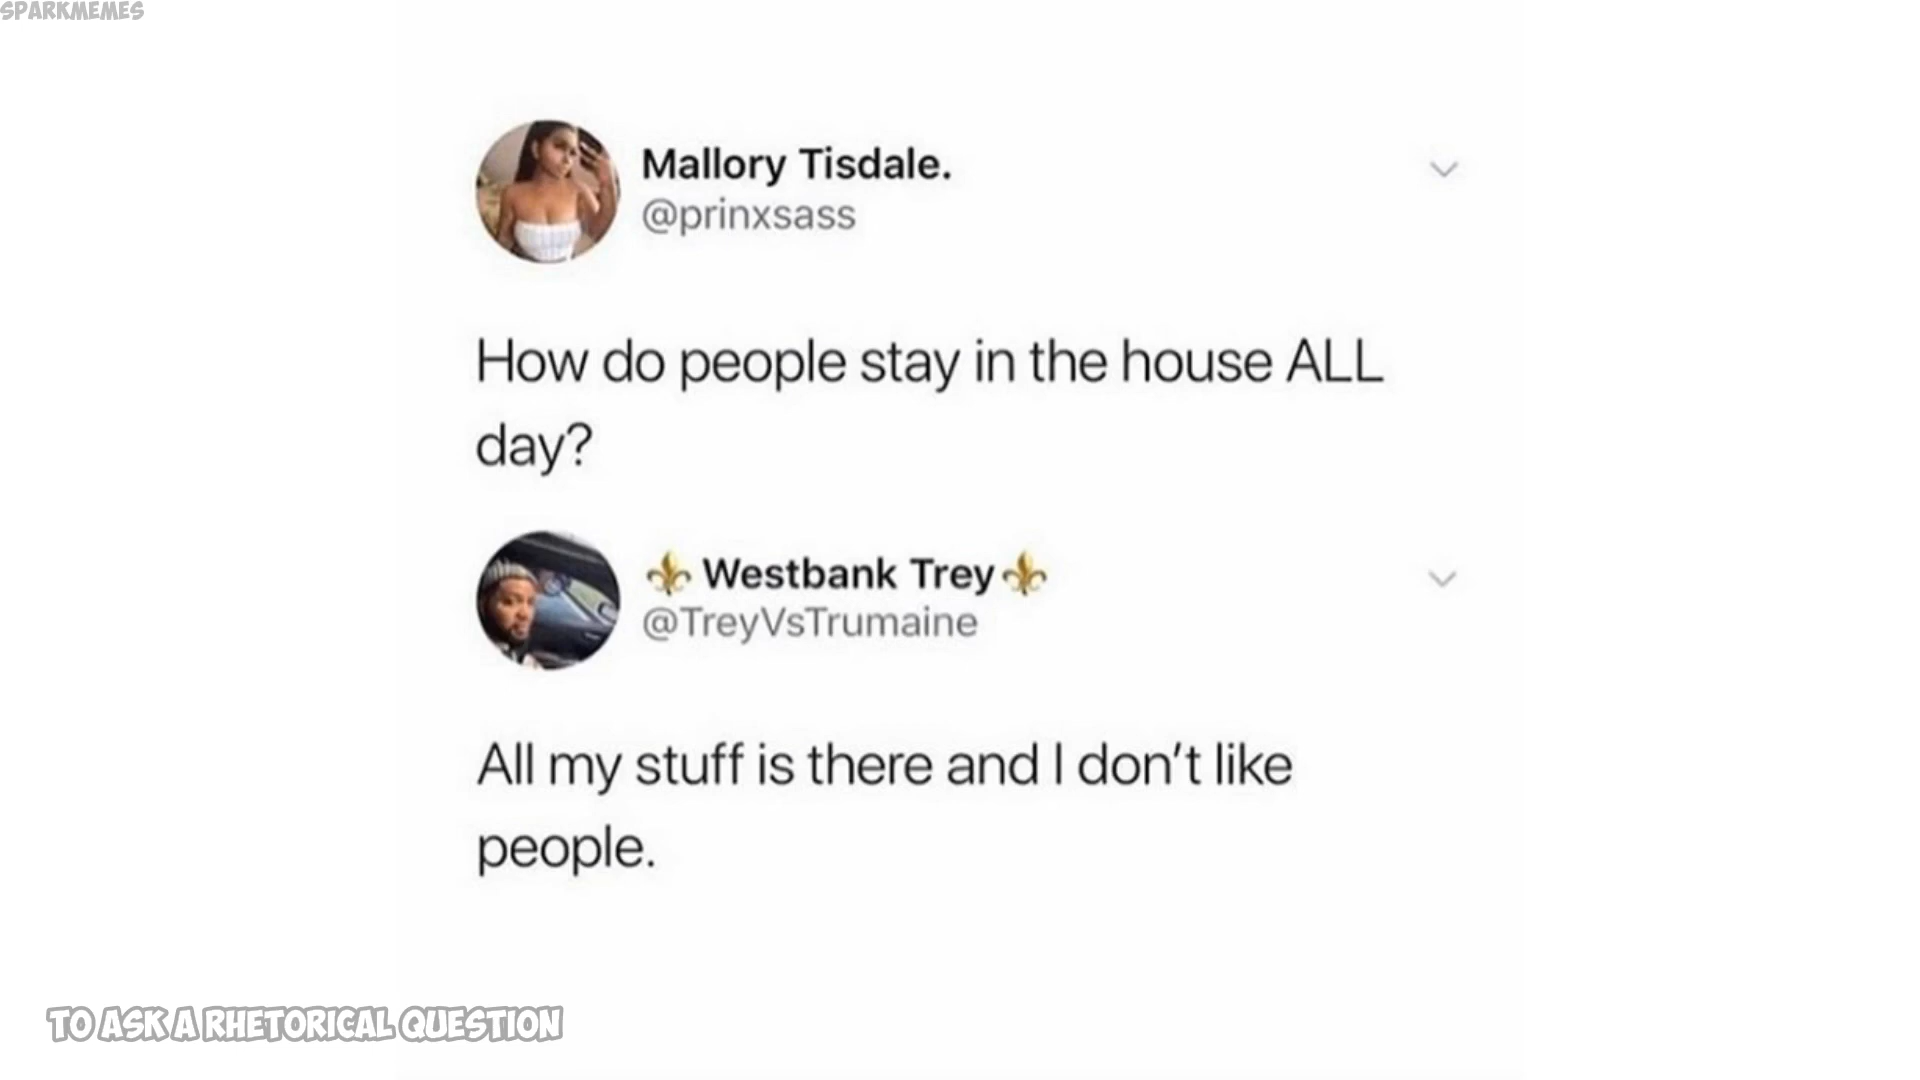 SPARKMEMES
Mallory Tisdale.
@prinxsass
How do people stay in the house ALL
day?
⚜️ Westbank Trey ⚜️
@TreyVsTrumaine
All my stuff is there and I don't like
people.
TO ASK A RHETORICAL QUESTION